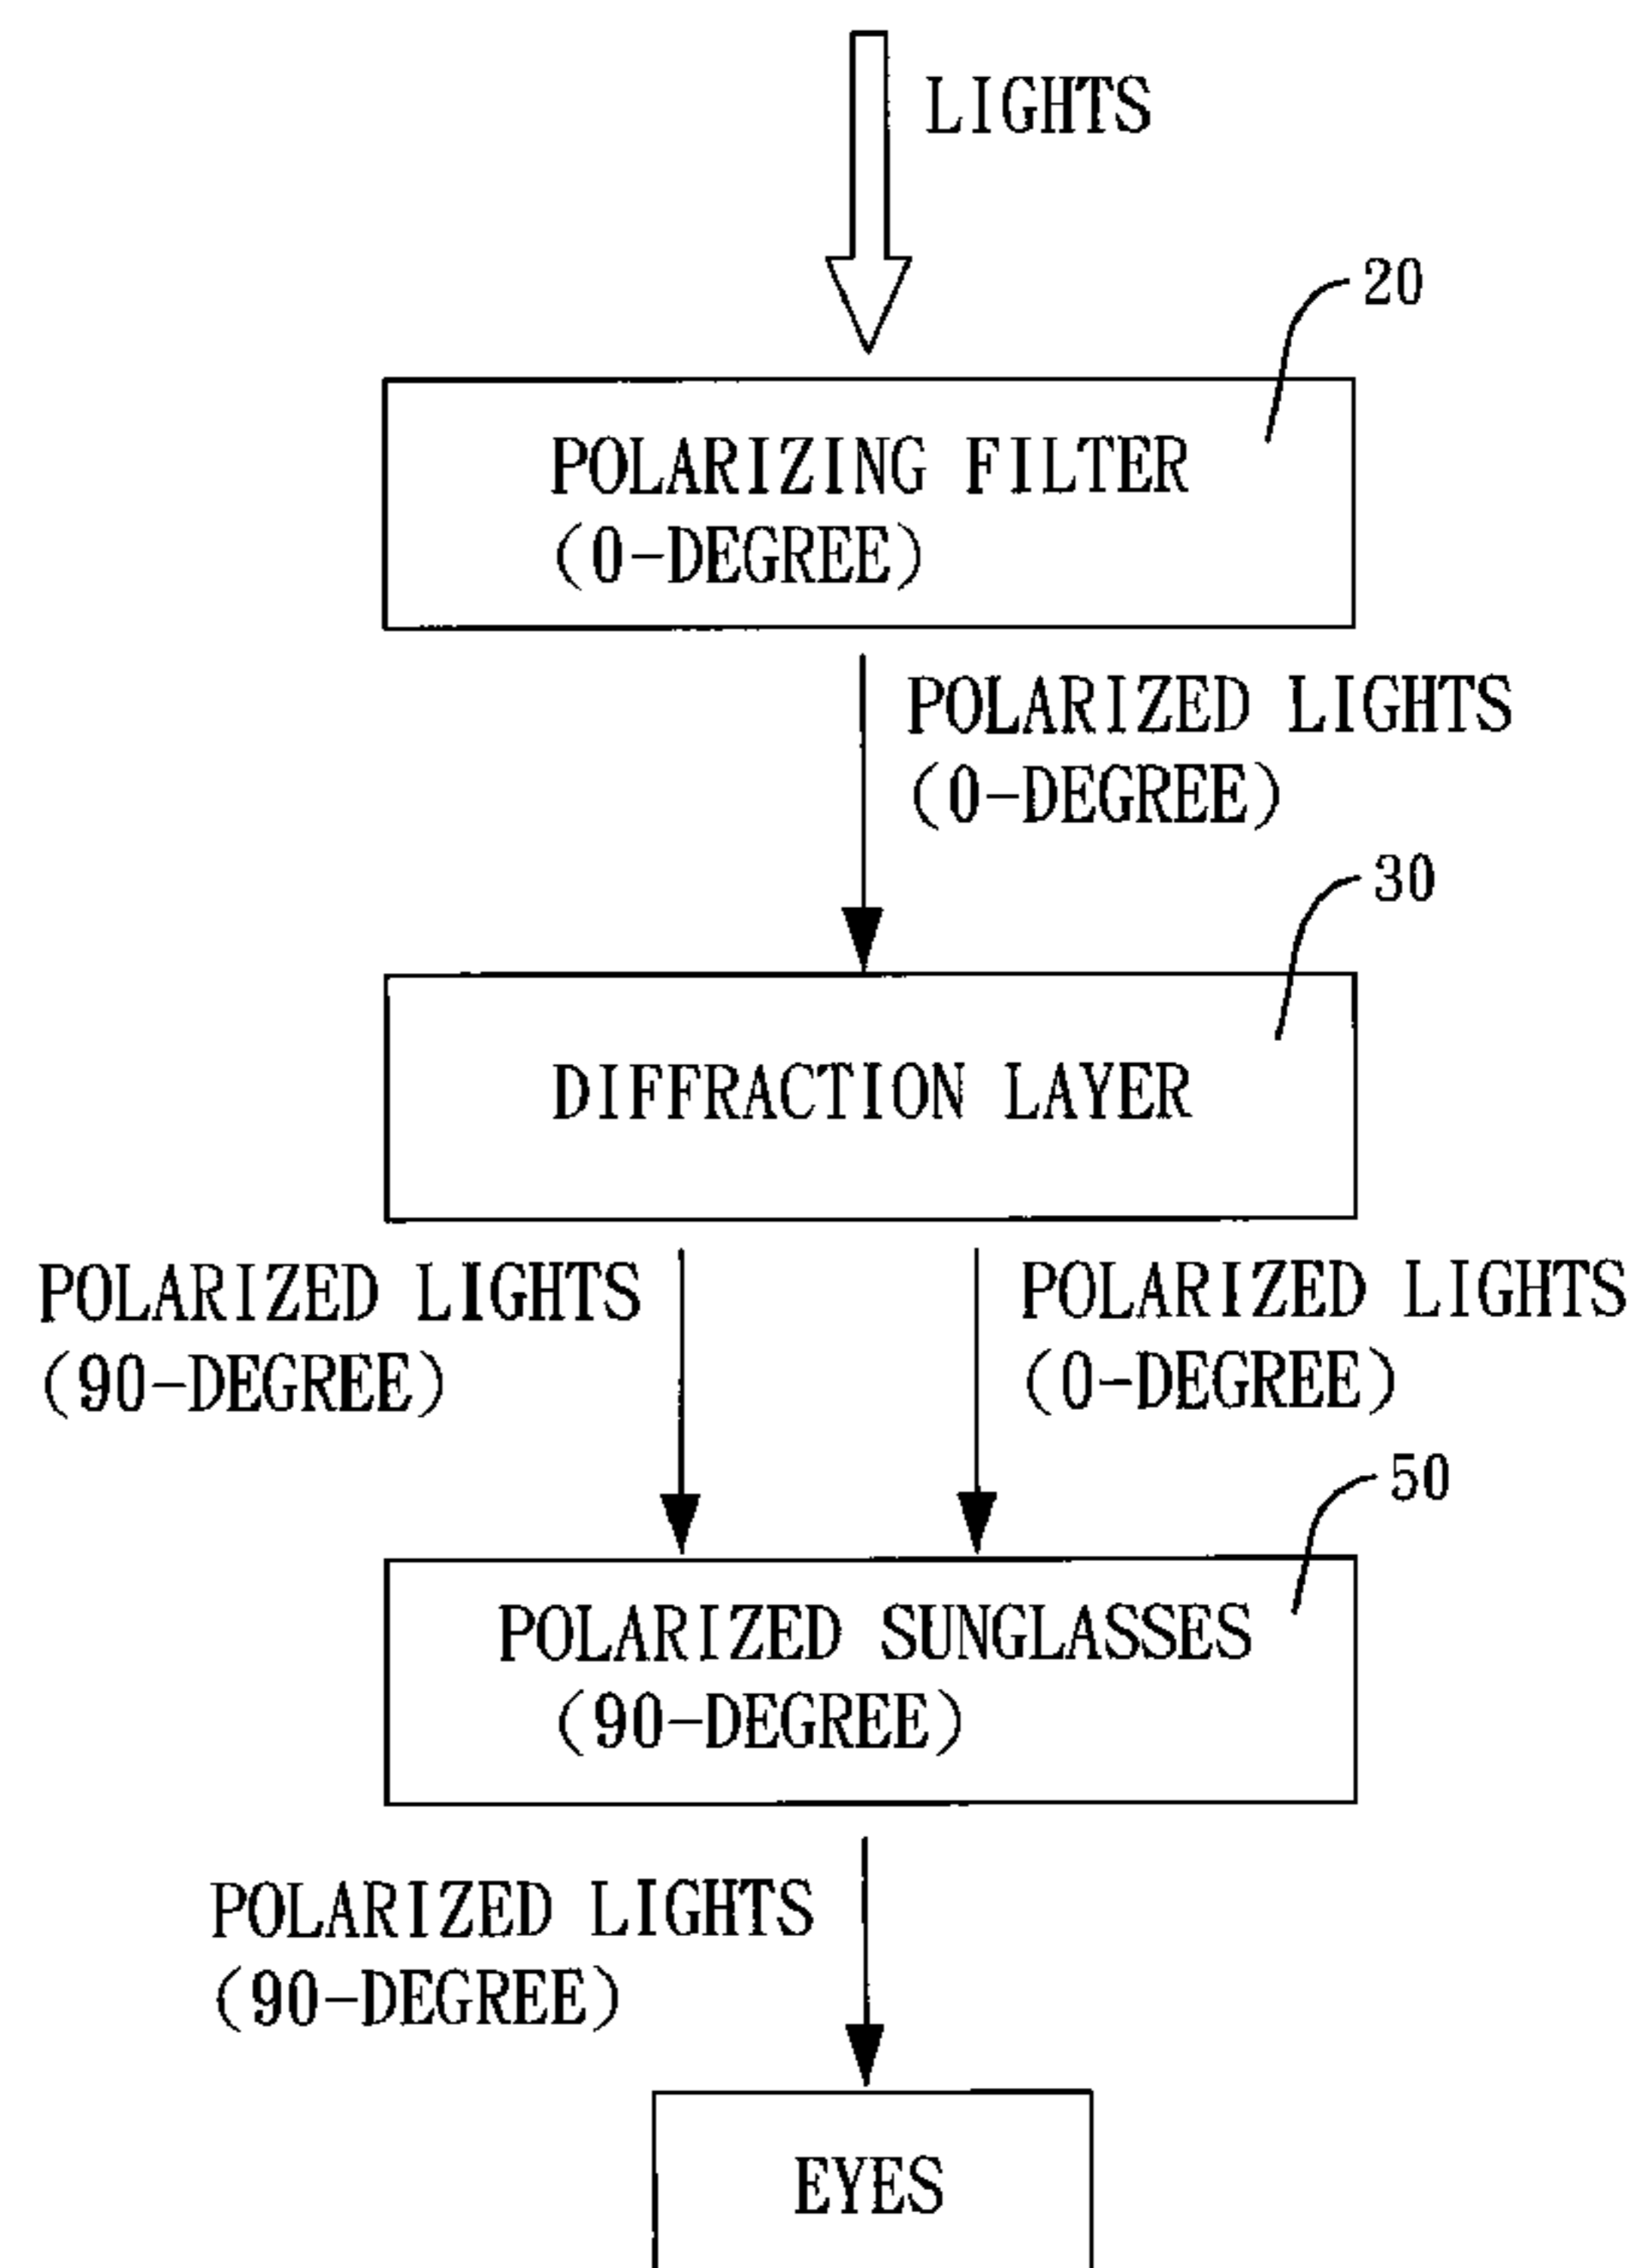 LIGHTS
20
POLARIZING FILTER
(0-DEGREE)
POLARIZED LIGHTS
(0-DEGREE)
30
DIFFRACTION LAYER
POLARIZED LIGHTS
(90-DEGREE)
POLARIZED LIGHTS
(0-DEGREE)
50
POLARIZED SUNGLASSES
(90-DEGREE)
POLARIZED LIGHTS
(90-DEGREE)
EYES